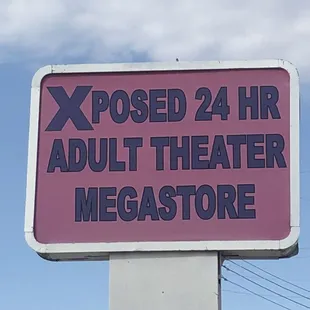 XPOSED 24 HR
ADULT THEATER
MEGASTORE